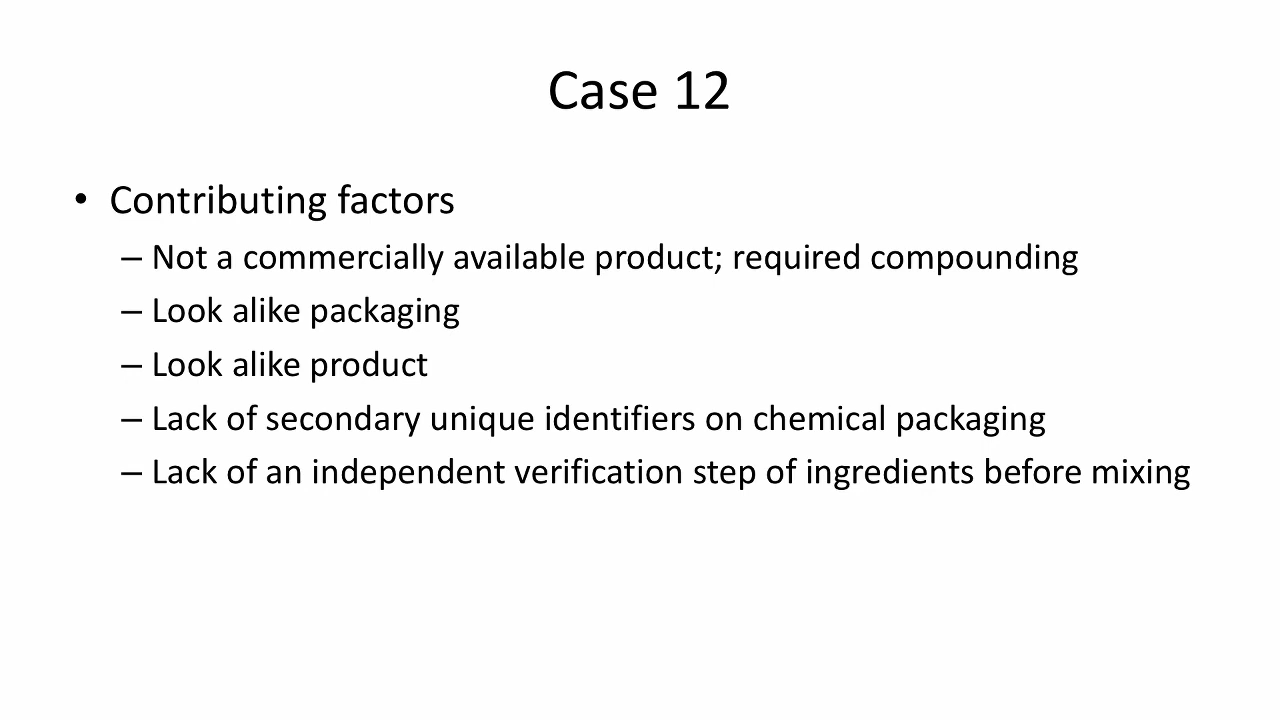 Case 12
• Contributing factors
– Not a commercially available product; required compounding
– Look alike packaging
– Look alike product
– Lack of secondary unique identifiers on chemical packaging
– Lack of an independent verification step of ingredients before mixing